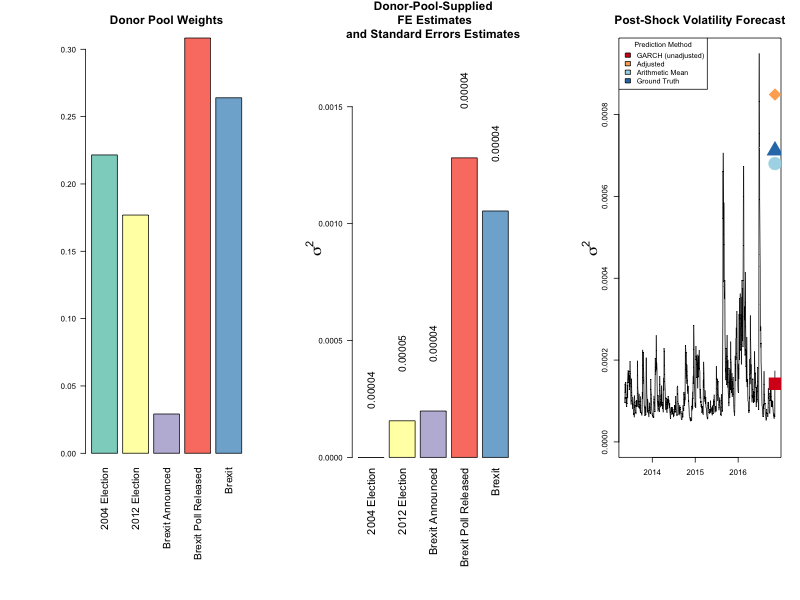 Donor Pool Weights
0.30
0.25
0.20
0.15
0.10
0.05
0.00
2004 Election
2012 Election
Brexit Announced
Brexit Poll Released
Brexit
Donor-Pool-Supplied
FE Estimates
and Standard Errors Estimates
σ2
0.0015
0.0010
0.0005
0.0000
0.00004
0.00005
0.00004
0.00004
0.00004
2004 Election
2012 Election
Brexit Announced
Brexit Poll Released
Brexit
Post-Shock Volatility Forecast
Prediction Method
GARCH (unadjusted)
Adjusted
Arithmetic Mean
Ground Truth
σ2
0.0008
0.0006
0.0004
0.0002
0.0000
2014
2015
2016